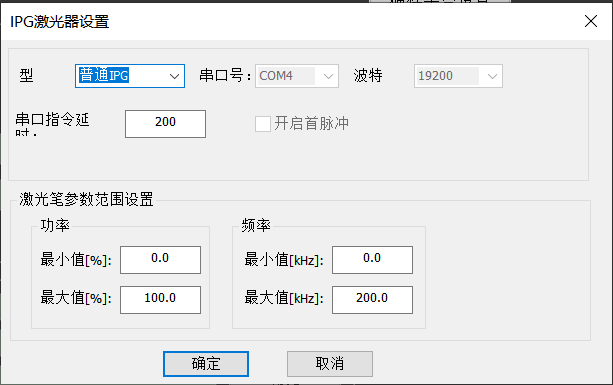 IPG激光器设置
型 普通IPG 串口号: COM4 波特 19200
串口指令延时: 200 开启首脉冲
激光笔参数范围设置
功率 频率
最小值[%]: 0.0 最小值[kHz]: 0.0
最大值[%]: 100.0 最大值[kHz]: 200.0
确定 取消